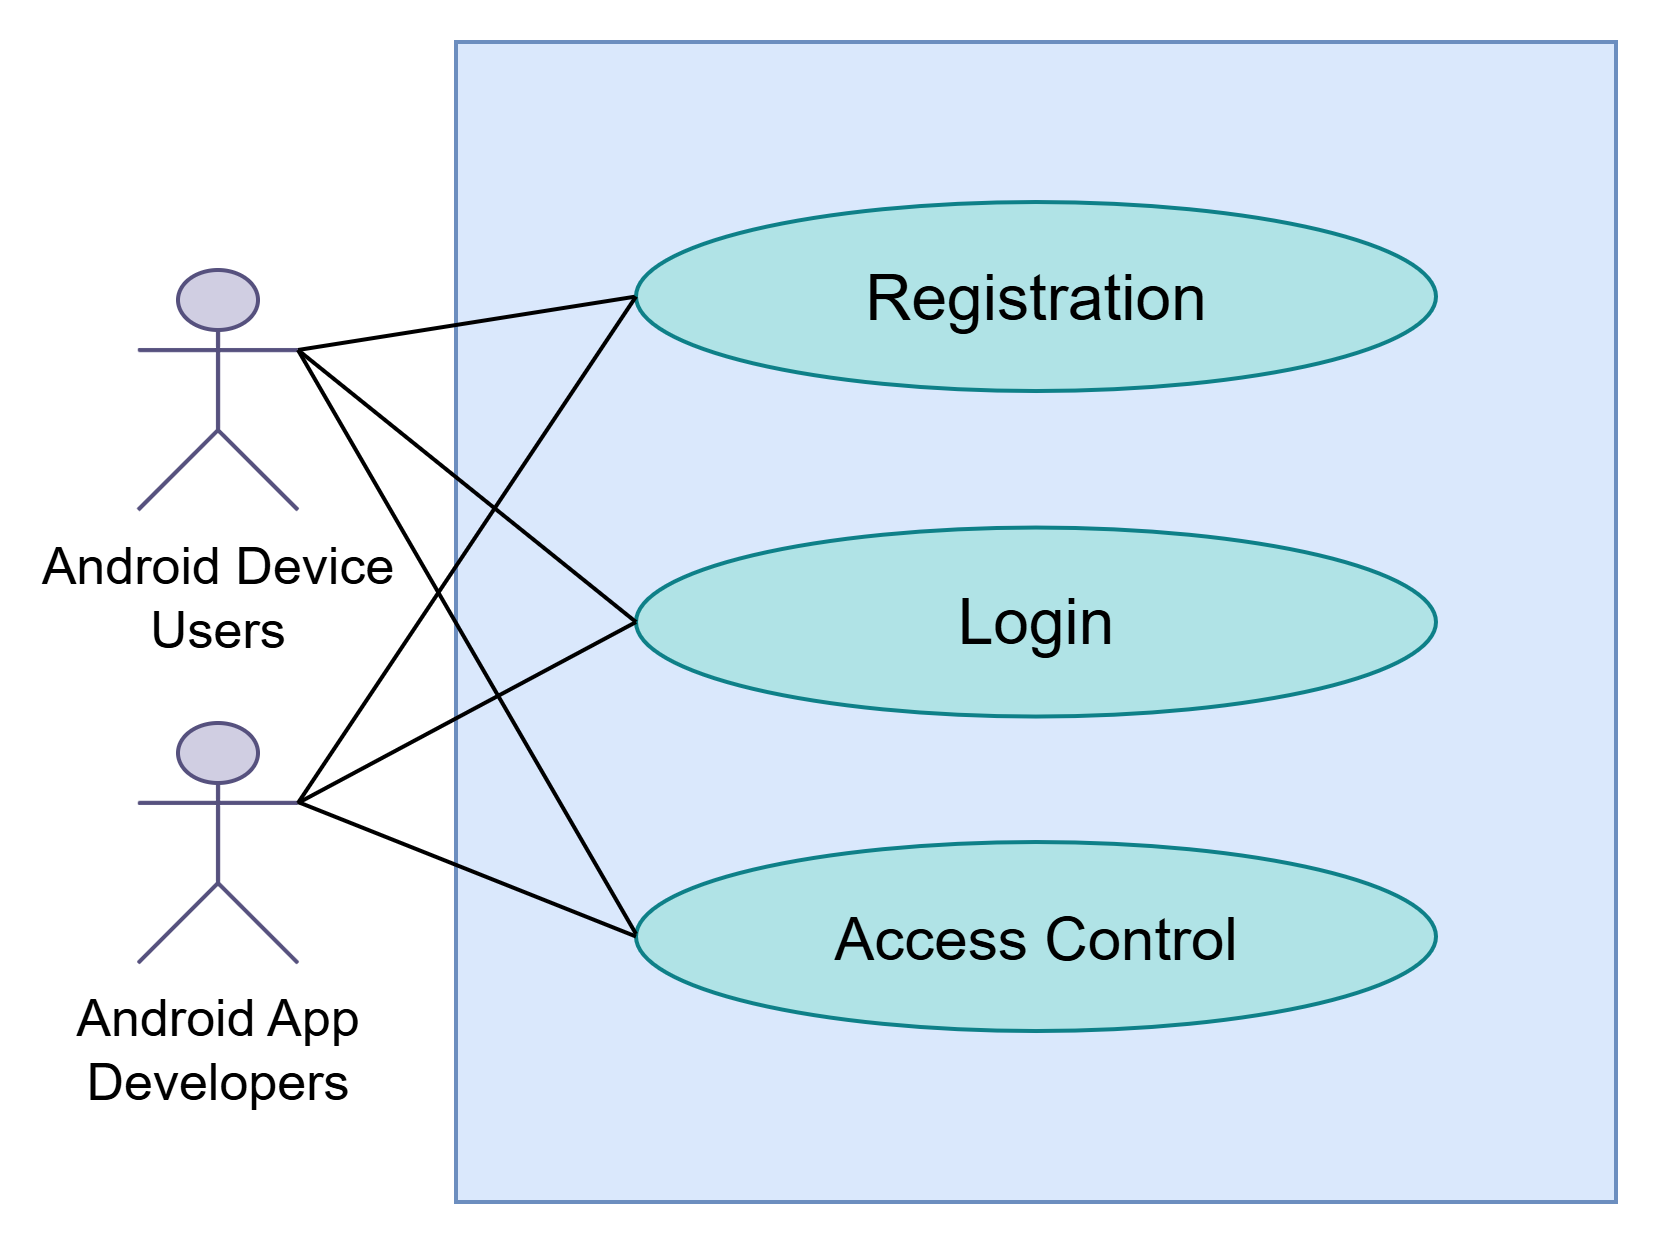 Registration
Android Device
Users
Login
Access Control
Android App
Developers